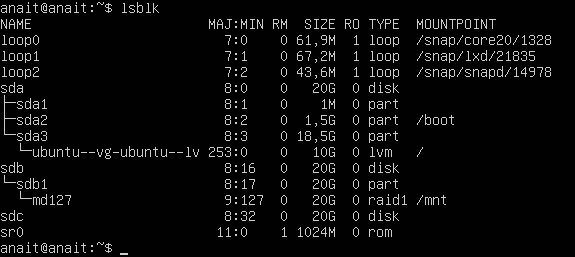 anait@anait:~$ lsblk
NAME                      MAJ:MIN RM  SIZE RO TYPE  MOUNTPOINT
loop0                       7:0    0 61,9M  1 loop  /snap/core20/1328
loop1                       7:1    0 67,2M  1 loop  /snap/lxd/21835
loop2                       7:2    0 43,6M  1 loop  /snap/snapd/14978
sda                         8:0    0   20G  0 disk
├─sda1                      8:1    0    1M  0 part
├─sda2                      8:2    0  1,5G  0 part  /boot
└─sda3                      8:3    0 18,5G  0 part
  └─ubuntu--vg-ubuntu--lv 253:0    0   10G  0 lvm   /
sdb                         8:16   0   20G  0 disk
└─sdb1                      8:17   0   20G  0 part
  └─md127                   9:127  0   20G  0 raid1 /mnt
sdc                         8:32   0   20G  0 disk
sr0                        11:0    1 1024M  0 rom
anait@anait:~$ _